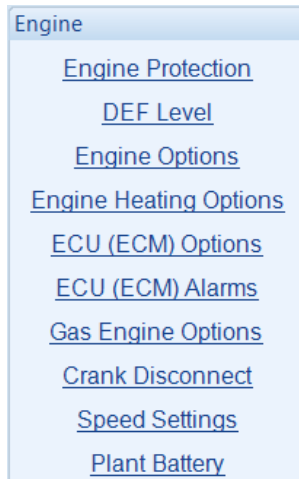 Engine
Engine Protection
DEF Level
Engine Options
Engine Heating Options
ECU (ECM) Options
ECU (ECM) Alarms
Gas Engine Options
Crank Disconnect
Speed Settings
Plant Battery